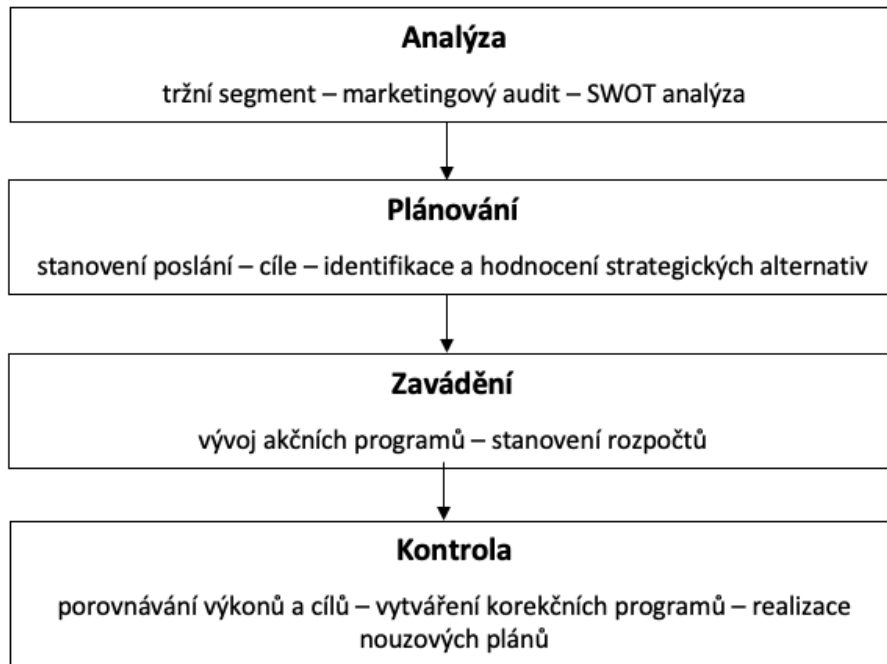 Analýza
tržní segment – marketingový audit – SWOT analýza
Plánování
stanovení poslání – cíle – identifikace a hodnocení strategických alternativ
Zavádění
vývoj akčních programů – stanovení rozpočtů
Kontrola
porovnávání výkonů a cílů – vytváření korekčních programů – realizace
nouzových plánů